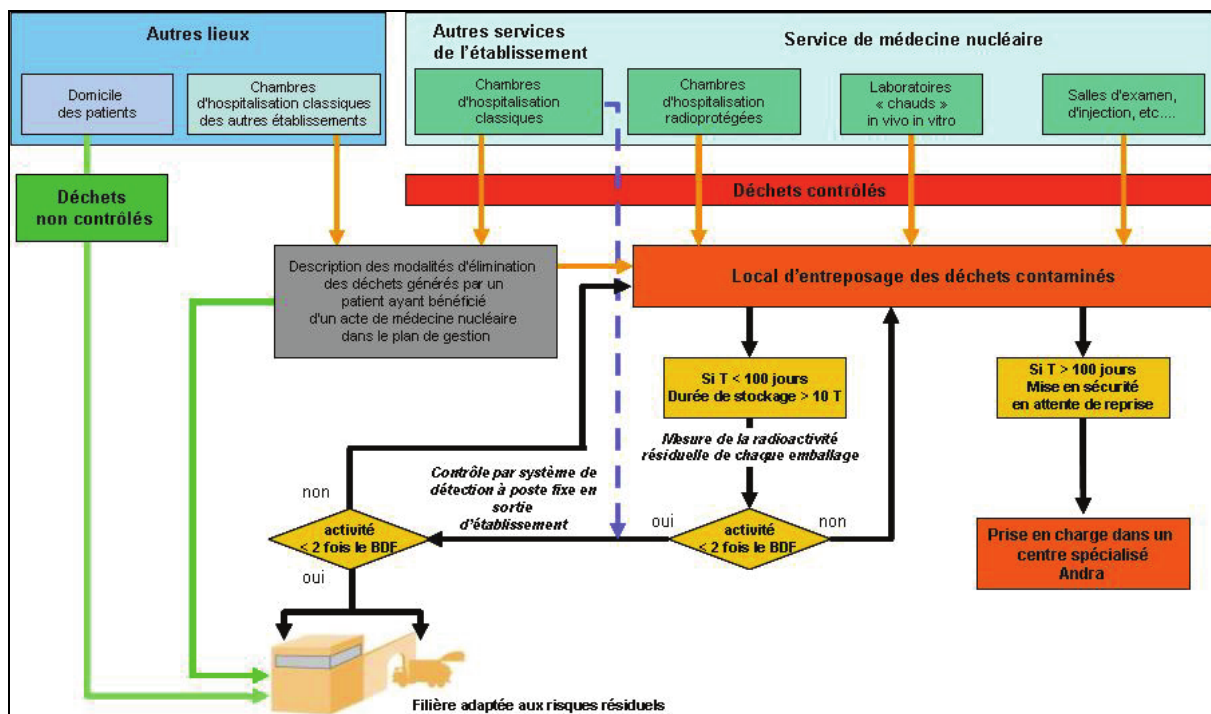 Autres lieux
Autres services
de l'établissement
Service de médecine nucléaire
Domicile
des patients
Chambres
d'hospitalisation classiques
des autres établissements
Chambres
d'hospitalisation
classiques
Chambres
d'hospitalisation
radioprotégées
Laboratoires
« chauds »
in vivo in vitro
Salles d'examen,
d'injection, etc....
Déchets
non contrôlés
Déchets contrôlés
Description des modalités d'élimination
des déchets générés par un
patient ayant bénéficié
d'un acte de médecine nucléaire
dans le plan de gestion
Local d'entreposage des déchets contaminés
Si T < 100 jours
Durée de stockage > 10 T
Si T > 100 jours
Mise en sécurité
en attente de reprise
Mesure de la radioactivité
résiduelle de chaque emballage
Contrôle par système de
détection à poste fixe en
sortie
d'établissement
non
activité
< 2 fois le BDF
oui
oui
activité
< 2 fois le BDF
non
Prise en charge dans un
centre spécialisé
Andra
Filière adaptée aux risques résiduels